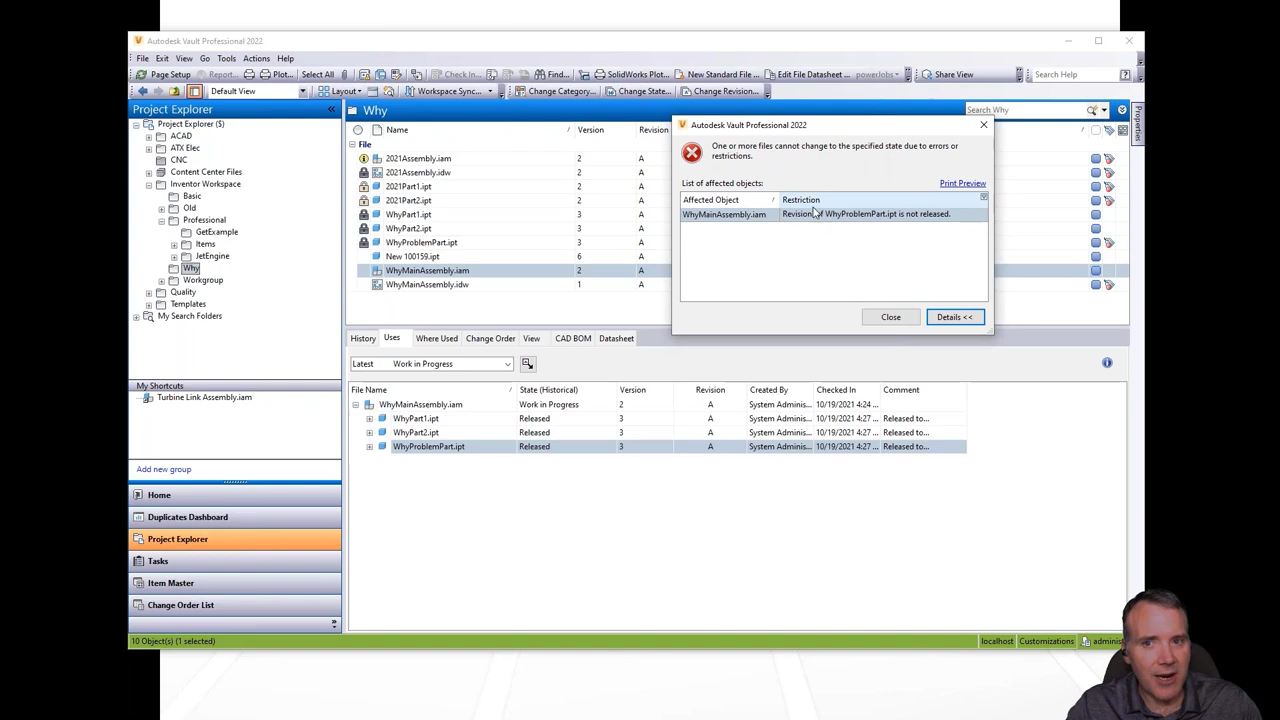 Autodesk Vault Professional 2022
File Exit View Go Tools Actions Help
Page Setup Report... Plot... Select All Check In... Find... SolidWorks Plot... New Standard File ... Edit File Datasheet ... powerJobs Share View Search Help
Default View Layout Workspace Sync... Change Category... Change State... Change Revision...
Project Explorer
Project Explorer ($)
ACAD
ATX Elec
CNC
Content Center Files
Inventor Workspace
Basic
Old
Professional
GetExample
Items
JetEngine
Why
Workgroup
Quality
Templates
My Search Folders
My Shortcuts
Turbine Link Assembly.iam
Add new group
Home
Duplicates Dashboard
Project Explorer
Tasks
Item Master
Change Order List
Why
Search Why
Properties
Name Version Revision
File
2021Assembly.iam 2 A
2021Assembly.idw 2 A
2021Part1.ipt 2 A
2021Part2.ipt 2 A
WhyPart1.ipt 3 A
WhyPart2.ipt 3 A
WhyProblemPart.ipt 3 A
New 100159.ipt 6 A
WhyMainAssembly.iam 2 A
WhyMainAssembly.idw 1 A
Autodesk Vault Professional 2022
One or more files cannot change to the specified state due to errors or
restrictions.
List of affected objects: Print Preview
Affected Object Restriction
WhyMainAssembly.iam Revision of WhyProblemPart.ipt is not released.
Close Details <<
History Uses Where Used Change Order View CAD BOM Datasheet
Latest Work in Progress
File Name State (Historical) Version Revision Created By Checked In Comment
WhyMainAssembly.iam Work in Progress 2 A System Adminis... 10/19/2021 4:24 ...
WhyPart1.ipt Released 3 A System Adminis... 10/19/2021 4:27 ... Released to...
WhyPart2.ipt Released 3 A System Adminis... 10/19/2021 4:27 ... Released to...
WhyProblemPart.ipt Released 3 A System Adminis... 10/19/2021 4:27 ... Released to...
10 Object(s) (1 selected) localhost Customizations adminis